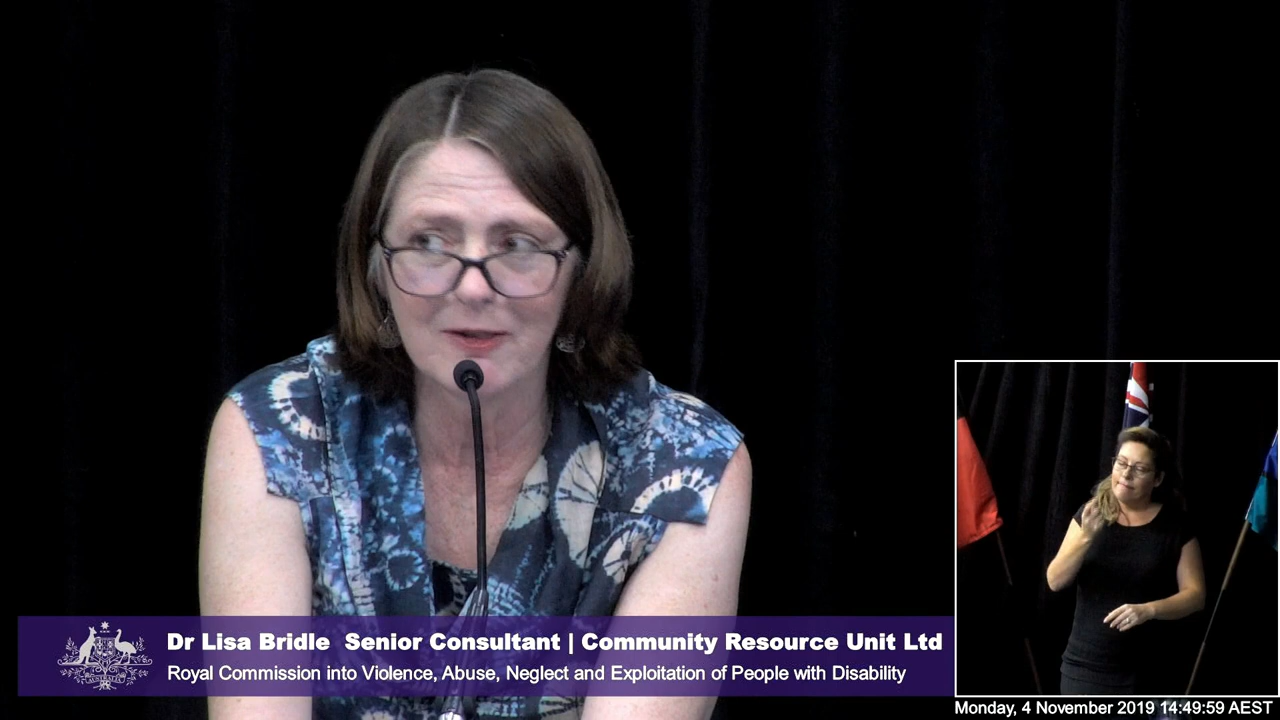 Dr Lisa Bridle Senior Consultant | Community Resource Unit Ltd
Royal Commission into Violence, Abuse, Neglect and Exploitation of People with Disability
Monday, 4 November 2019 14:49:59 AEST